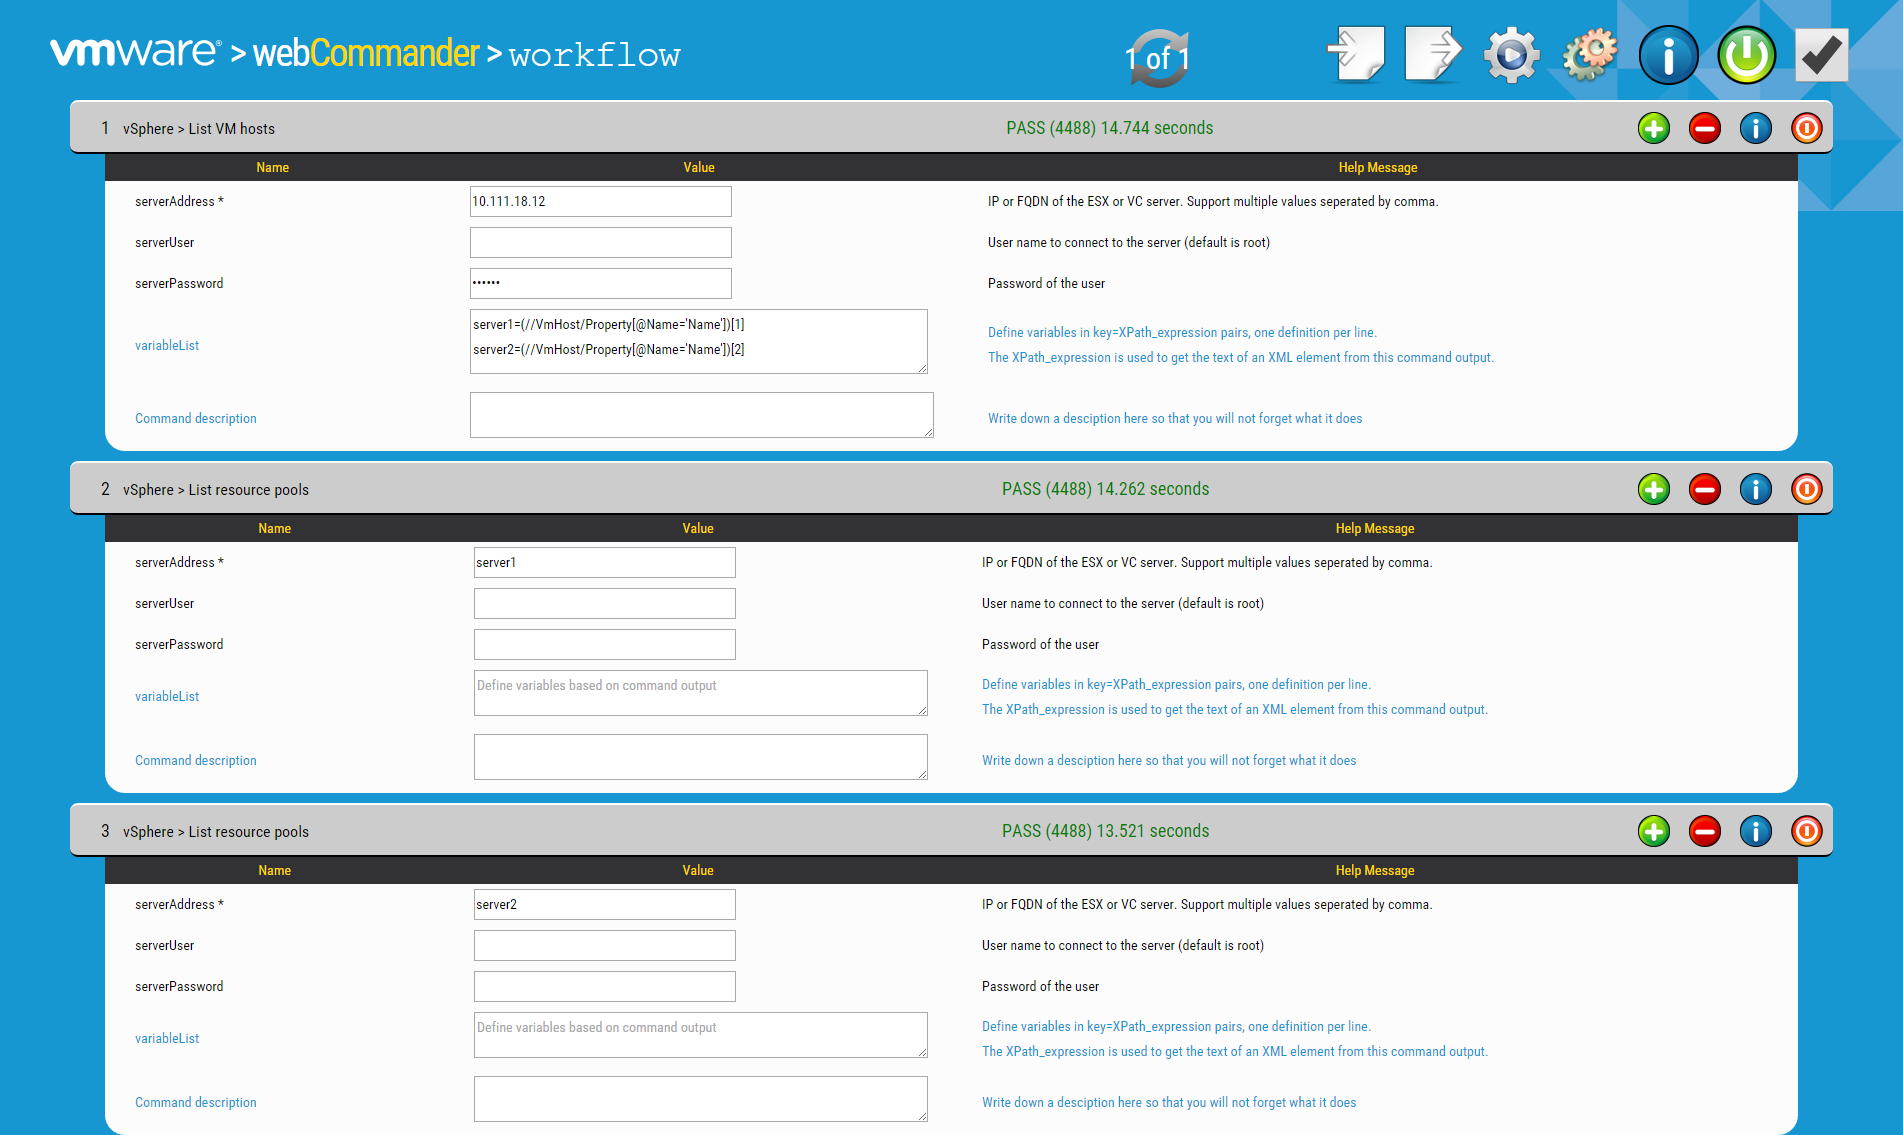 vmware® > webCommander > workflow
1 of 1
1 vSphere > List VM hosts PASS (4488) 14.744 seconds
Name Value Help Message
serverAddress * 10.111.18.12 IP or FQDN of the ESX or VC server. Support multiple values seperated by comma.
serverUser User name to connect to the server (default is root)
serverPassword •••••• Password of the user
variableList
server1=(//VmHost/Property[@Name='Name'])[1]
server2=(//VmHost/Property[@Name='Name'])[2]
Define variables in key=XPath_expression pairs, one definition per line.
The XPath_expression is used to get the text of an XML element from this command output.
Command description Write down a desciption here so that you will not forget what it does
2 vSphere > List resource pools PASS (4488) 14.262 seconds
Name Value Help Message
serverAddress * server1 IP or FQDN of the ESX or VC server. Support multiple values seperated by comma.
serverUser User name to connect to the server (default is root)
serverPassword Password of the user
variableList
Define variables based on command output
Define variables in key=XPath_expression pairs, one definition per line.
The XPath_expression is used to get the text of an XML element from this command output.
Command description Write down a desciption here so that you will not forget what it does
3 vSphere > List resource pools PASS (4488) 13.521 seconds
Name Value Help Message
serverAddress * server2 IP or FQDN of the ESX or VC server. Support multiple values seperated by comma.
serverUser User name to connect to the server (default is root)
serverPassword Password of the user
variableList
Define variables based on command output
Define variables in key=XPath_expression pairs, one definition per line.
The XPath_expression is used to get the text of an XML element from this command output.
Command description Write down a desciption here so that you will not forget what it does